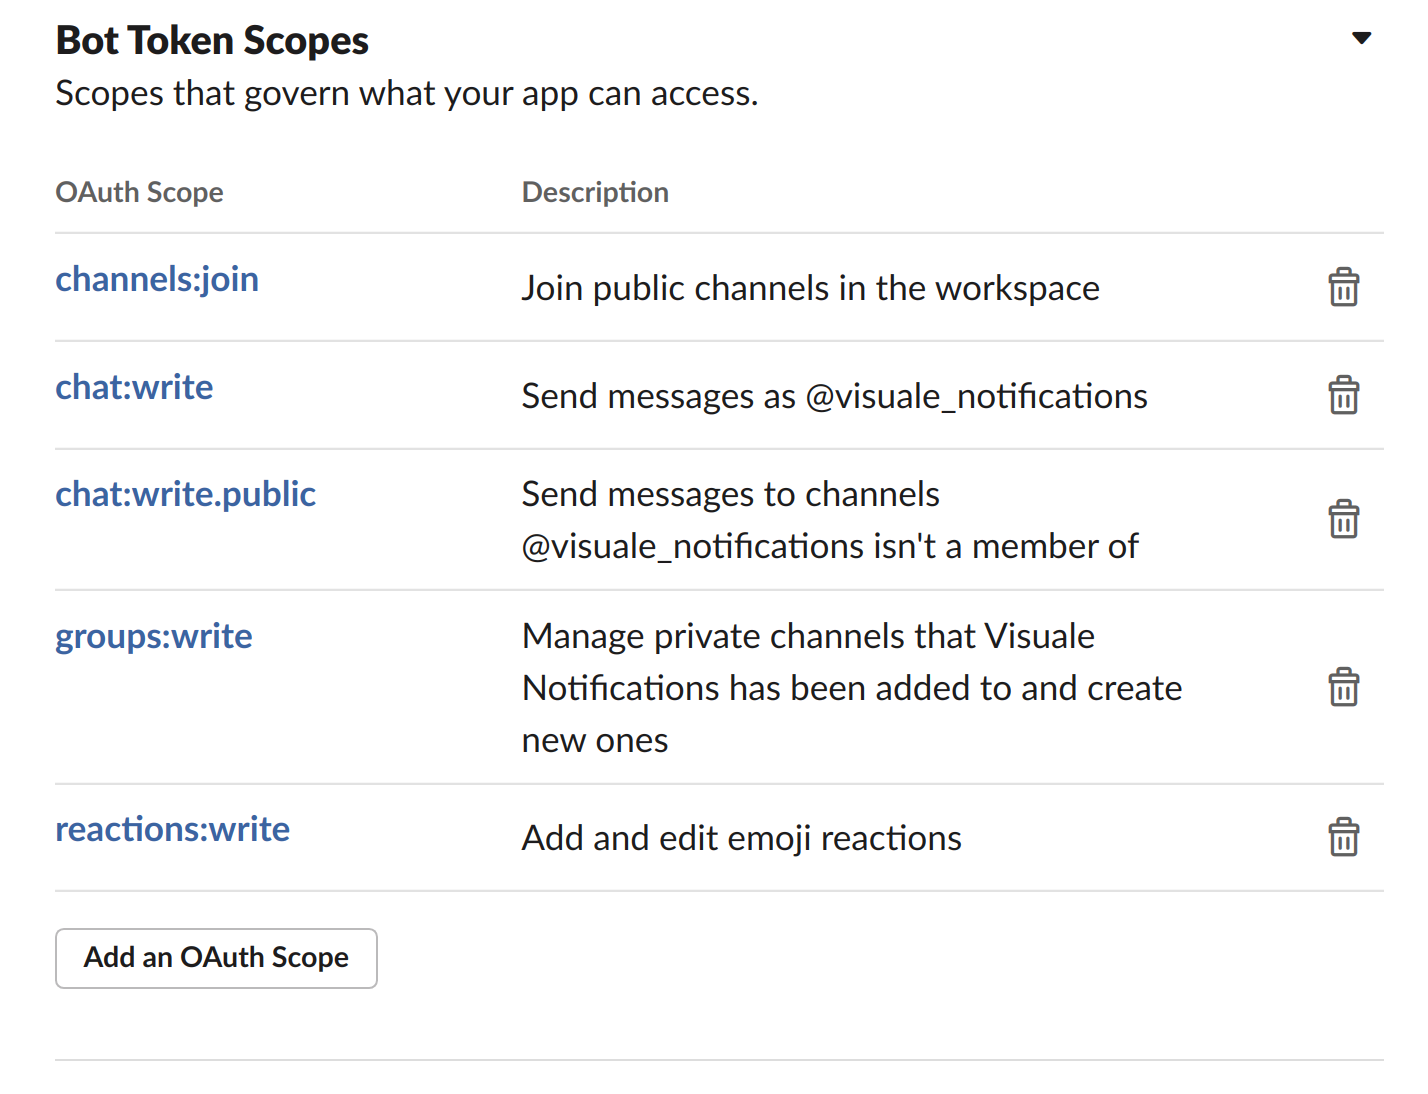 Bot Token Scopes
Scopes that govern what your app can access.
OAuth Scope Description
channels:join Join public channels in the workspace
chat:write Send messages as @visuale_notifications
chat:write.public Send messages to channels
@visuale_notifications isn't a member of
groups:write Manage private channels that Visuale
Notifications has been added to and create
new ones
reactions:write Add and edit emoji reactions
Add an OAuth Scope